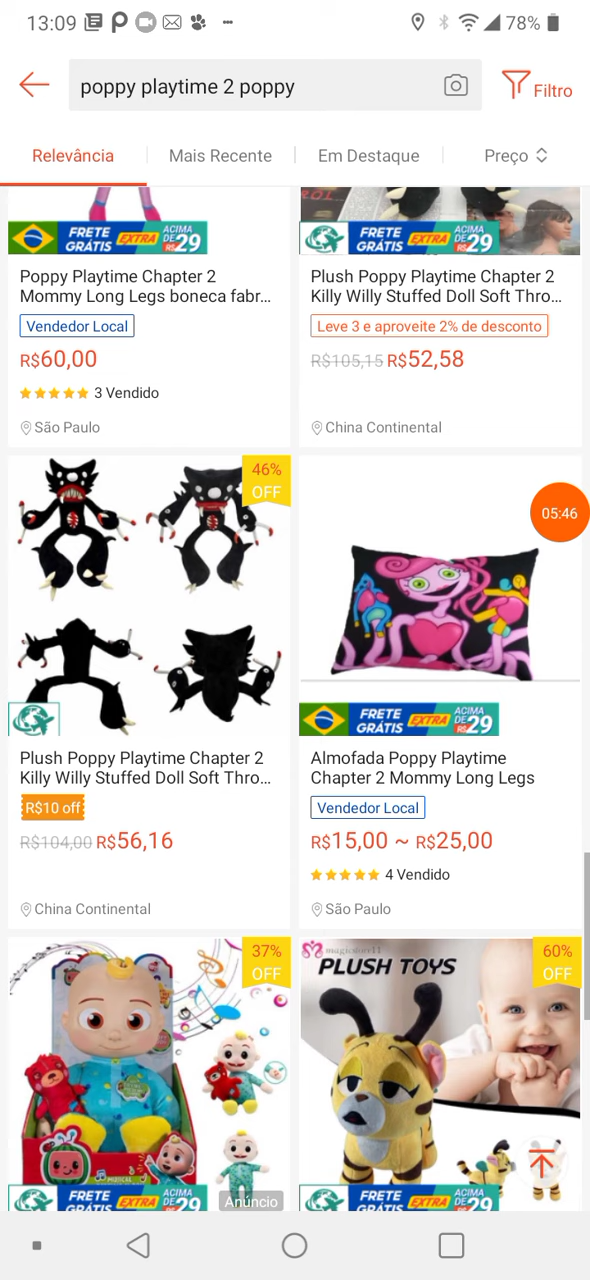 13:09
78%
poppy playtime 2 poppy
Filtro
Relevância
Mais Recente
Em Destaque
Preço
FRETE GRÁTIS EXTRA ACIMA DE R$29
ROL
FRETE GRÁTIS EXTRA ACIMA DE R$29
Poppy Playtime Chapter 2
Mommy Long Legs boneca fabr...
Vendedor Local
R$60,00
3 Vendido
São Paulo
Plush Poppy Playtime Chapter 2
Killy Willy Stuffed Doll Soft Thro...
Leve 3 e aproveite 2% de desconto
R$105,15 R$52,58
China Continental
46%
OFF
Plush Poppy Playtime Chapter 2
Killy Willy Stuffed Doll Soft Thro...
R$10 off
R$104,00 R$56,16
China Continental
05:46
FRETE GRÁTIS EXTRA ACIMA DE R$29
Almofada Poppy Playtime
Chapter 2 Mommy Long Legs
Vendedor Local
R$15,00 ~ R$25,00
4 Vendido
São Paulo
37%
OFF
MUSICAL
FRETE GRÁTIS EXTRA ACIMA DE R$29
Anúncio
magicshell1
PLUSH TOYS
60%
OFF
FRETE GRÁTIS EXTRA ACIMA DE R$29